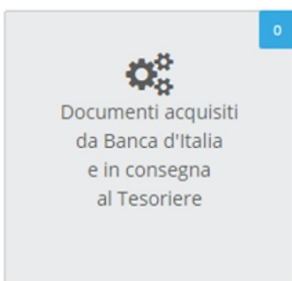 0
Documenti acquisiti
da Banca d'Italia
e in consegna
al Tesoriere